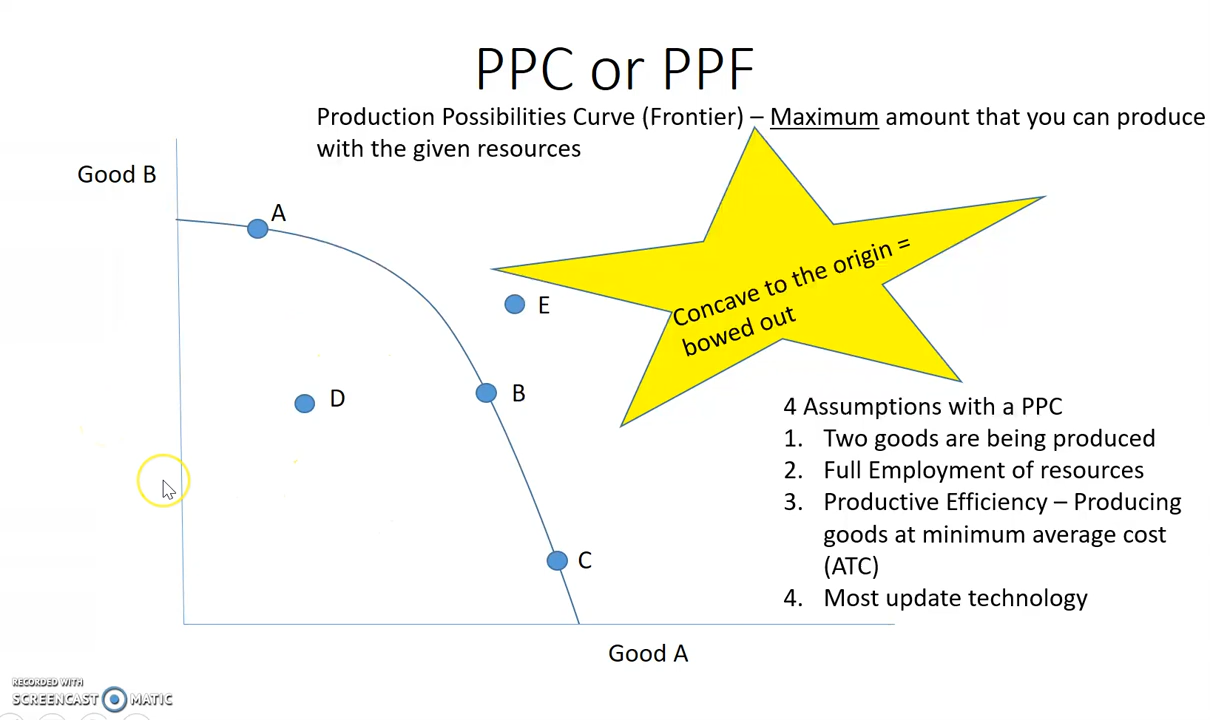 PPC or PPF
Production Possibilities Curve (Frontier) – Maximum amount that you can produce
with the given resources
Good B
A
E
Concave to the origin =
bowed out
D
B
4 Assumptions with a PPC
1. Two goods are being produced
2. Full Employment of resources
3. Productive Efficiency – Producing
goods at minimum average cost
(ATC)
C
4. Most update technology
Good A
RECORDED WITH
SCREENCAST MATIC